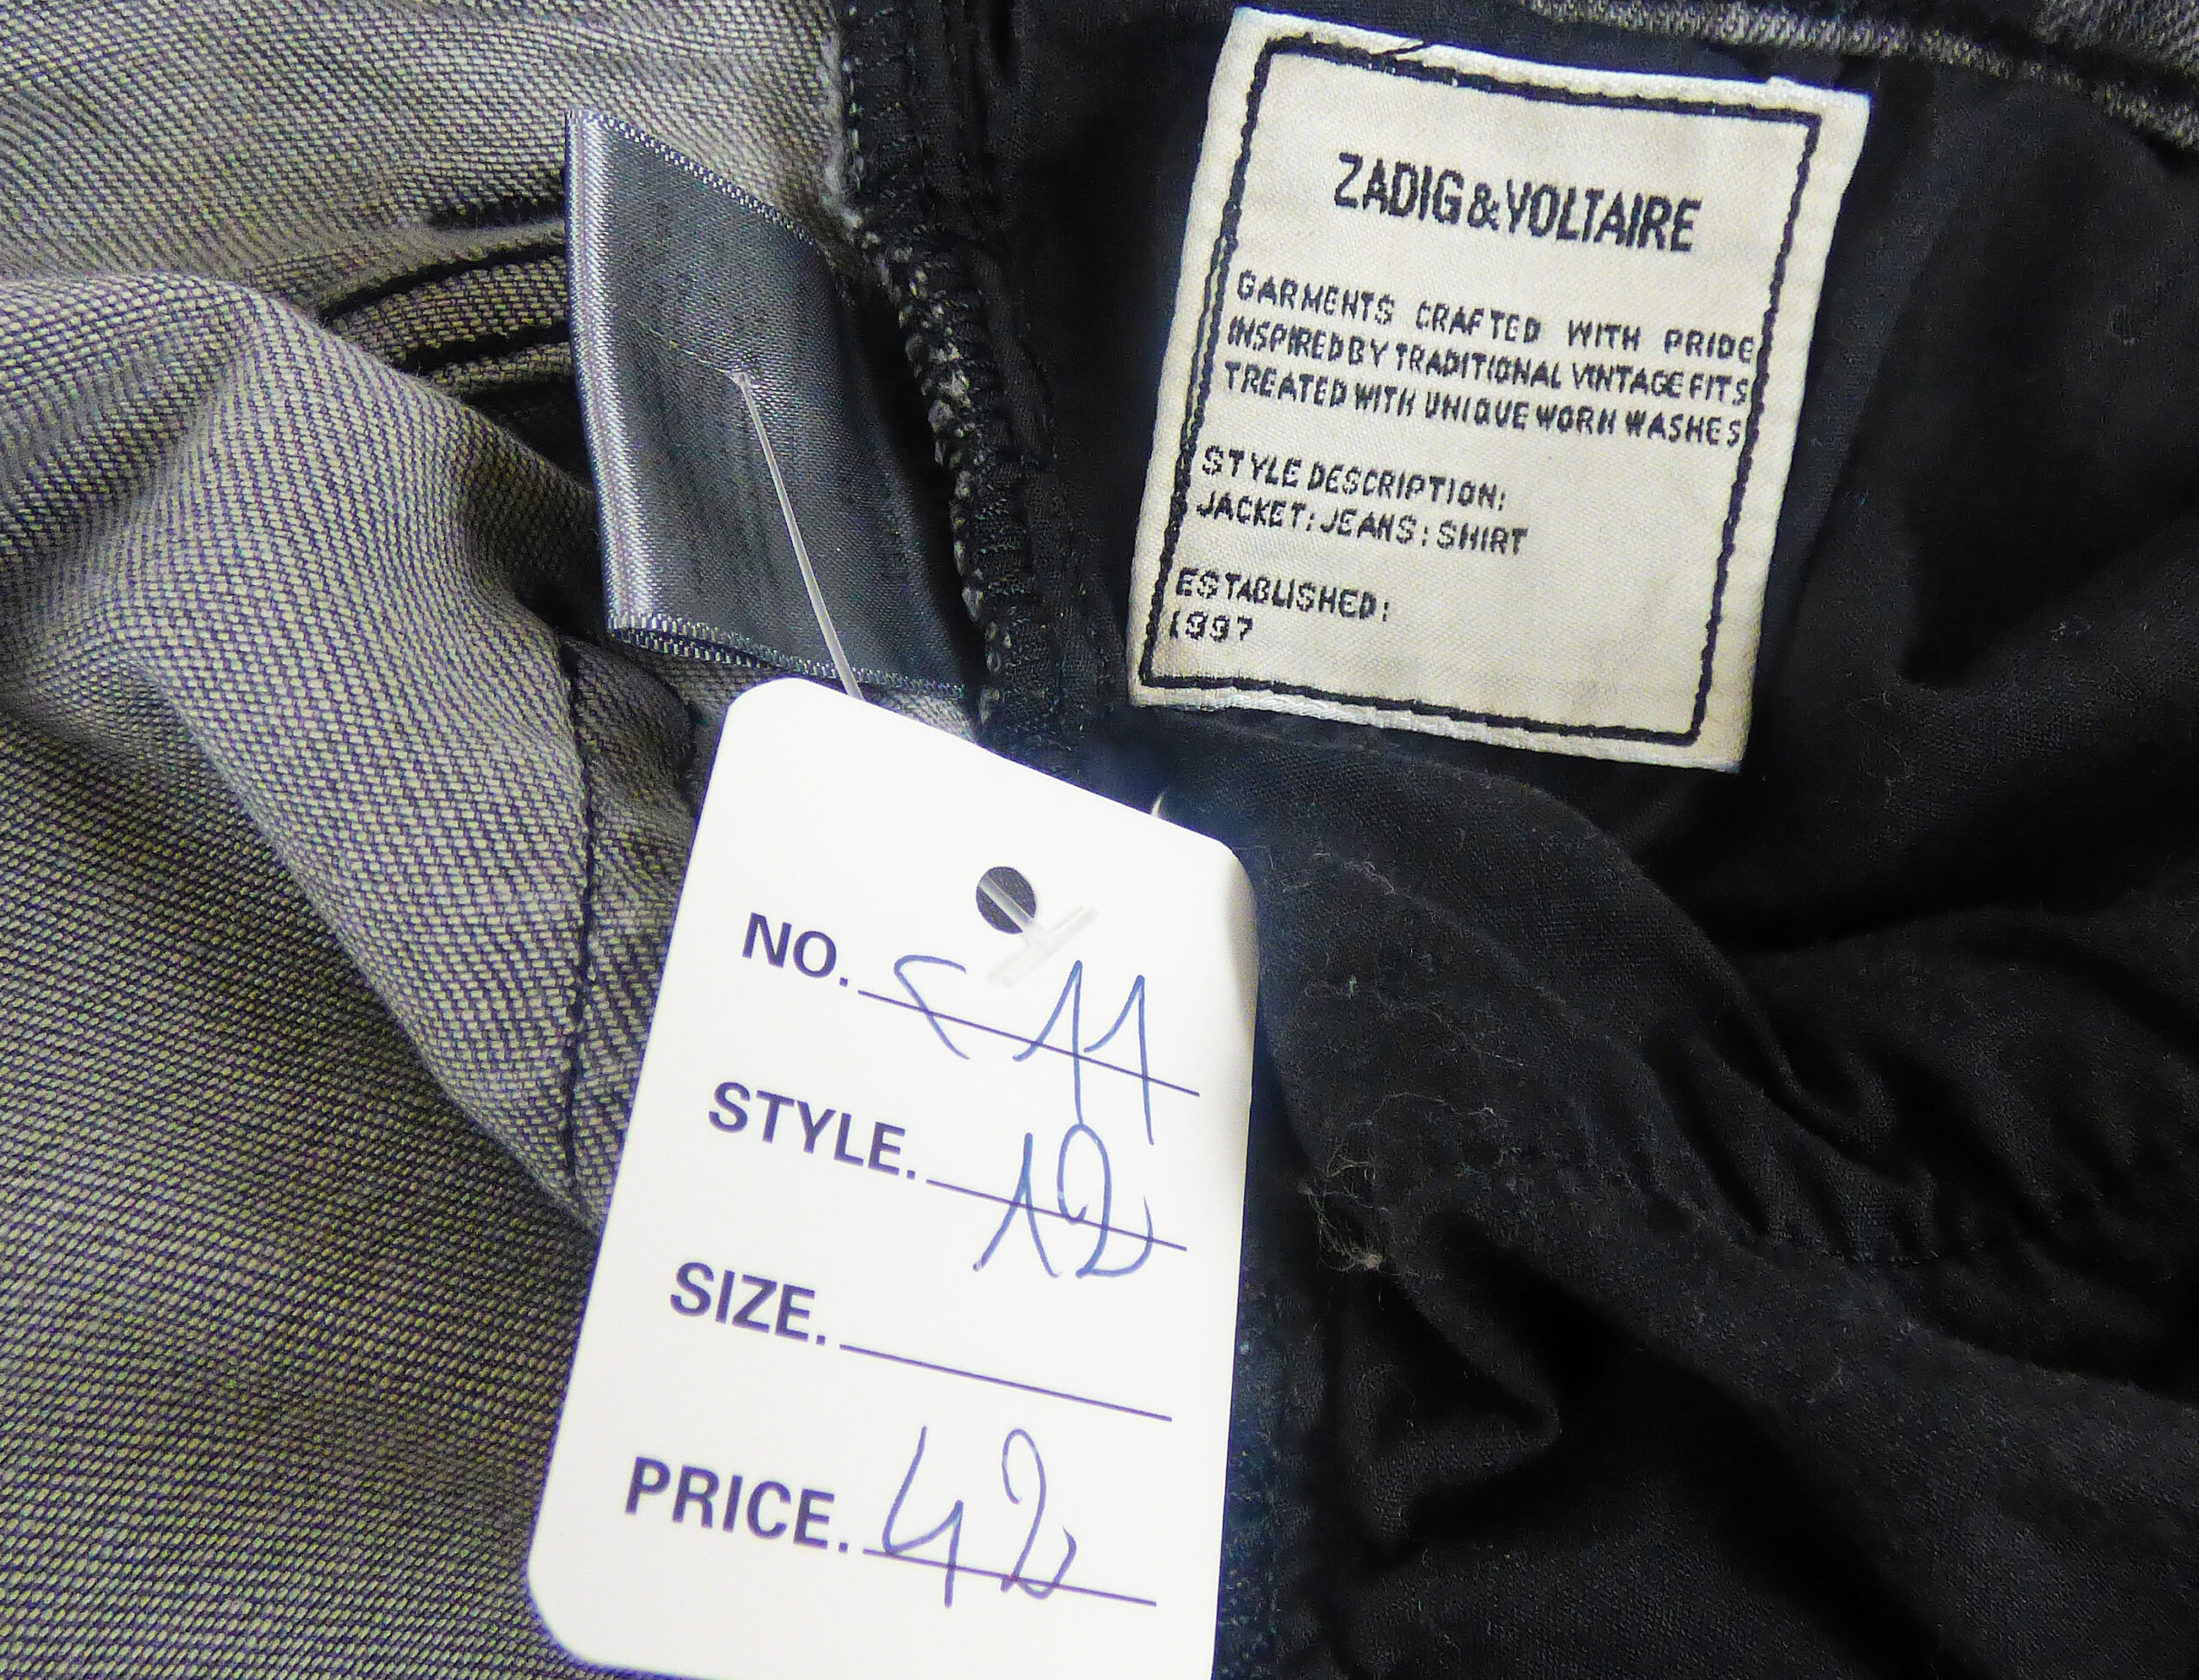 ZADIG&VOLTAIRE
GARMENTS CRAFTED WITH PRIDE
INSPIRED BY TRADITIONAL VINTAGE FITS
TREATED WITH UNIQUE WORN WASHES
STYLE DESCRIPTION:
JACKET:JEANS:SHIRT
ESTABLISHED:
1997
NO. 
STYLE. 12
SIZE.
PRICE. 42